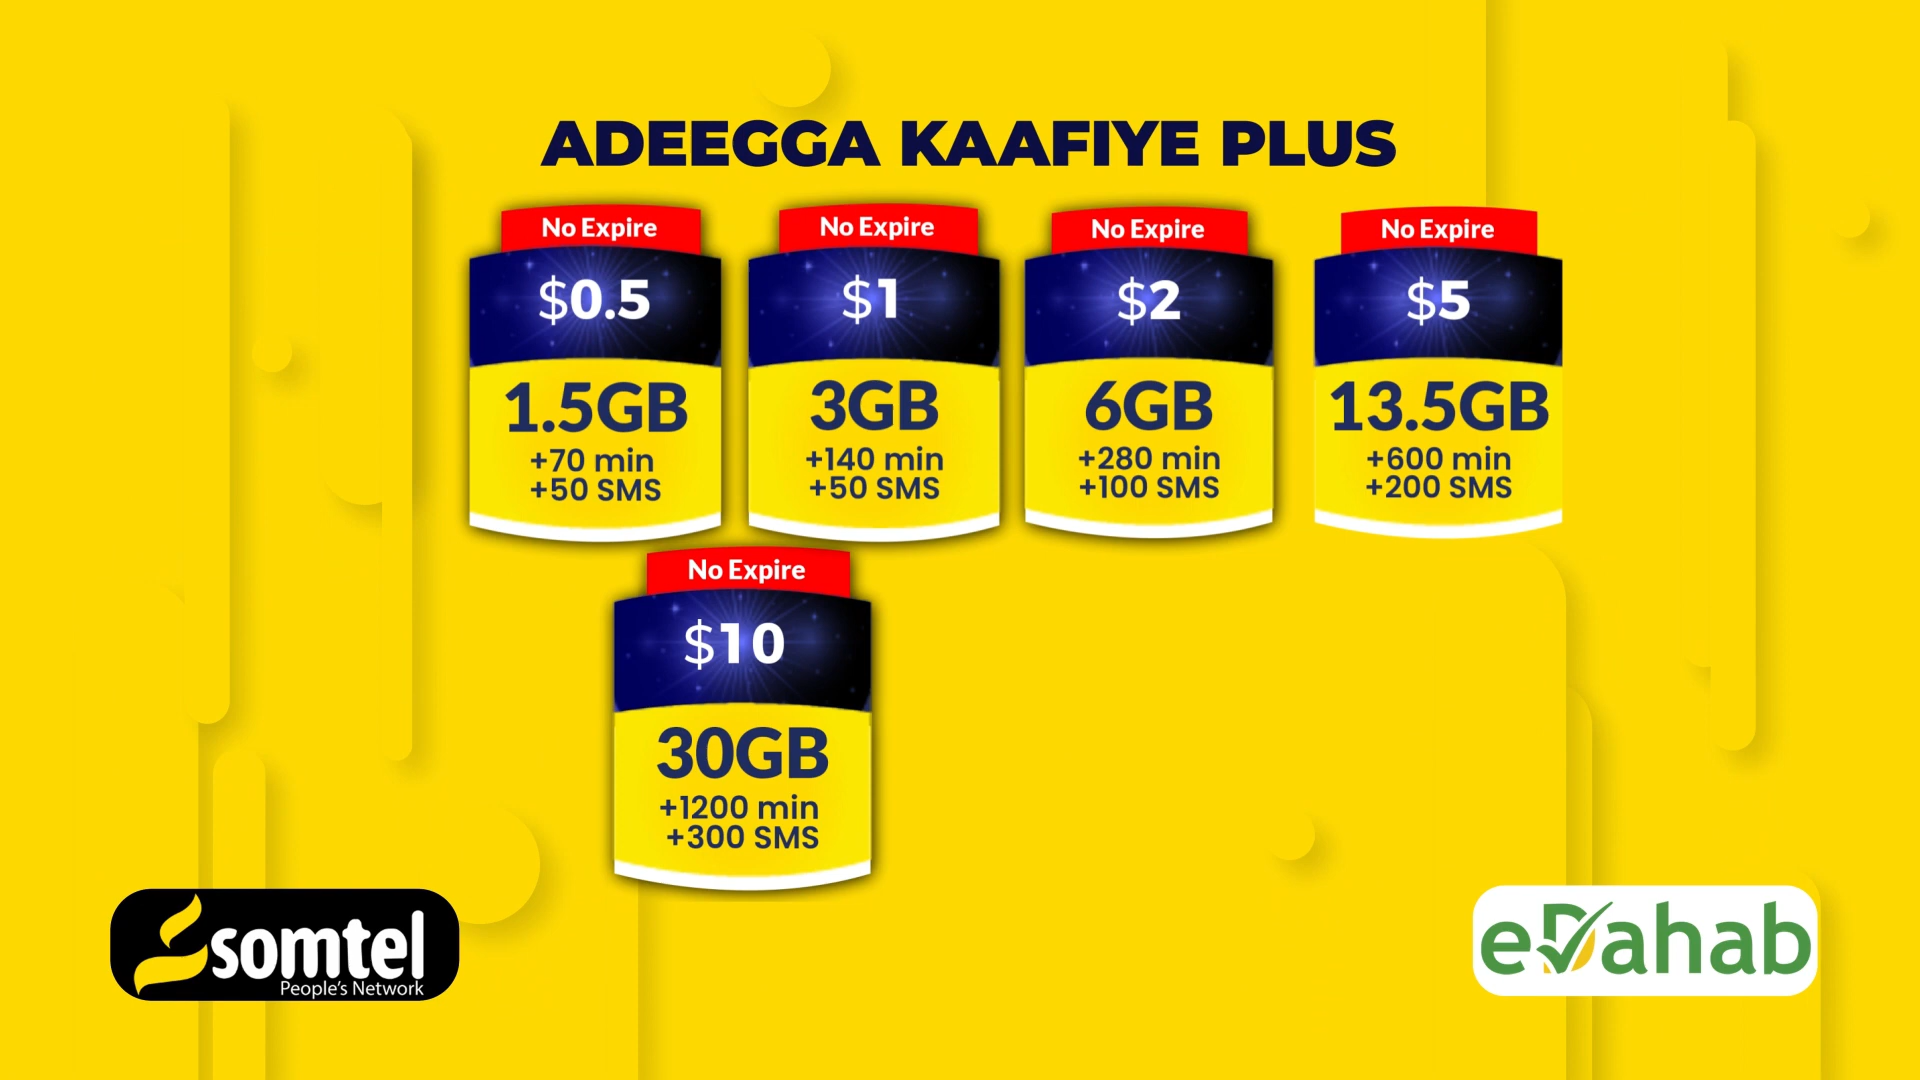 ADEEGGA KAAFIYE PLUS
No Expire
$0.5
1.5GB
+70 min
+50 SMS
No Expire
$1
3GB
+140 min
+50 SMS
No Expire
$2
6GB
+280 min
+100 SMS
No Expire
$5
13.5GB
+600 min
+200 SMS
No Expire
$10
30GB
+1200 min
+300 SMS
somtel
People's Network
eDahab